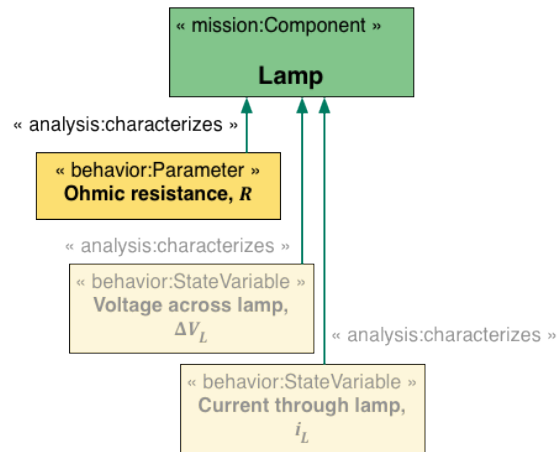 « mission:Component »
Lamp
« analysis:characterizes »
« behavior:Parameter »
Ohmic resistance, R
« analysis:characterizes »
« behavior:StateVariable »
Voltage across lamp,
ΔV_L
« analysis:characterizes »
« behavior:StateVariable »
Current through lamp,
i_L